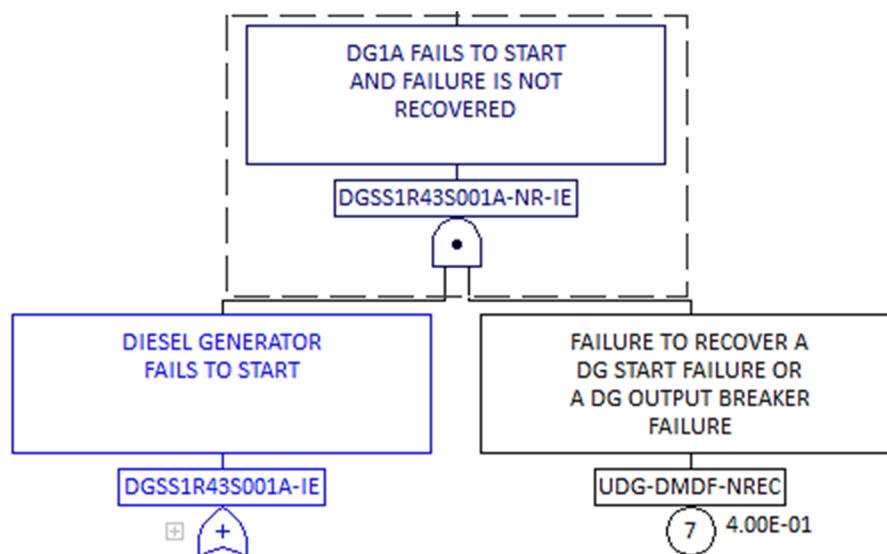 DG1A FAILS TO START
AND FAILURE IS NOT
RECOVERED
DGSS1R43S001A-NR-IE
DIESEL GENERATOR
FAILS TO START
DGSS1R43S001A-IE
FAILURE TO RECOVER A
DG START FAILURE OR
A DG OUTPUT BREAKER
FAILURE
UDG-DMDF-NREC
7 4.00E-01